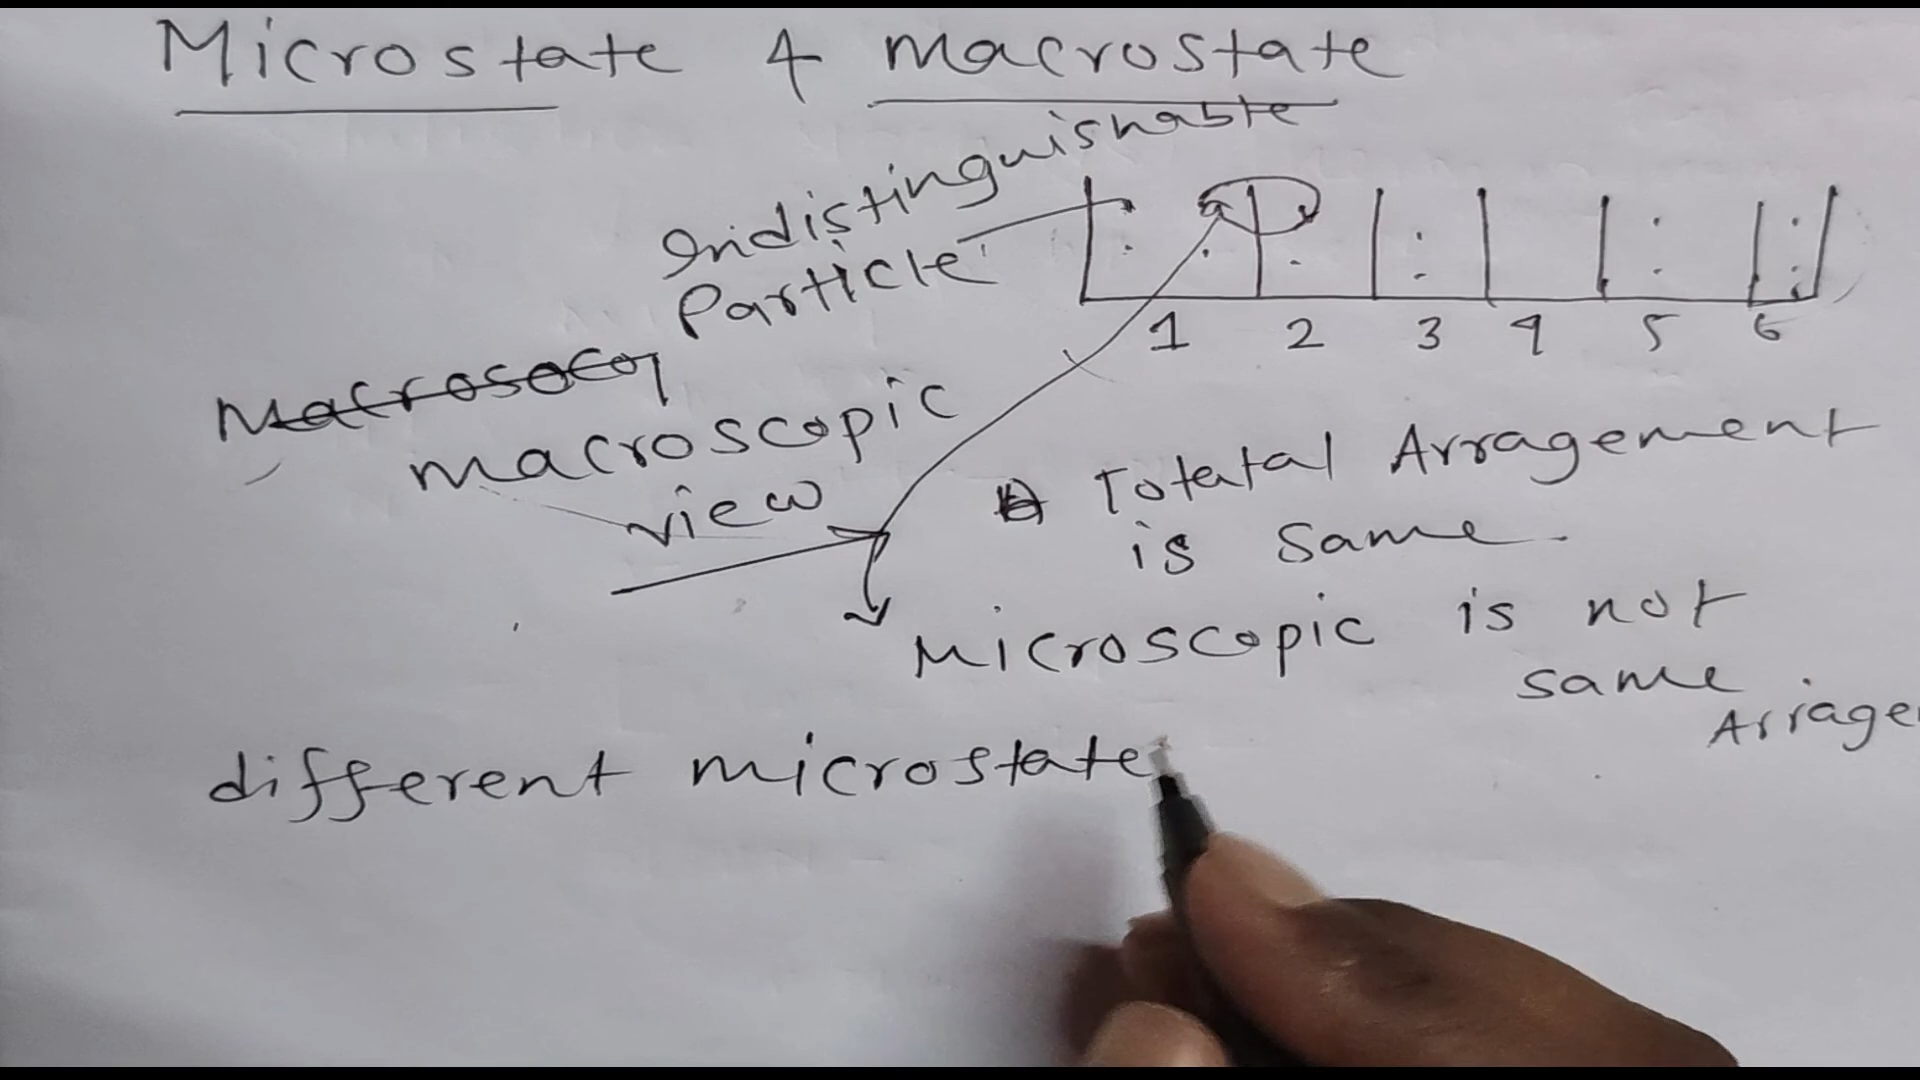 Microstate & macrostate
Indistinguishable
Particle
1 2 3 4 5 6
macroscopic
view
Totatal Arragement
is same.
Microscopic is not
same
Arrage
different microstate